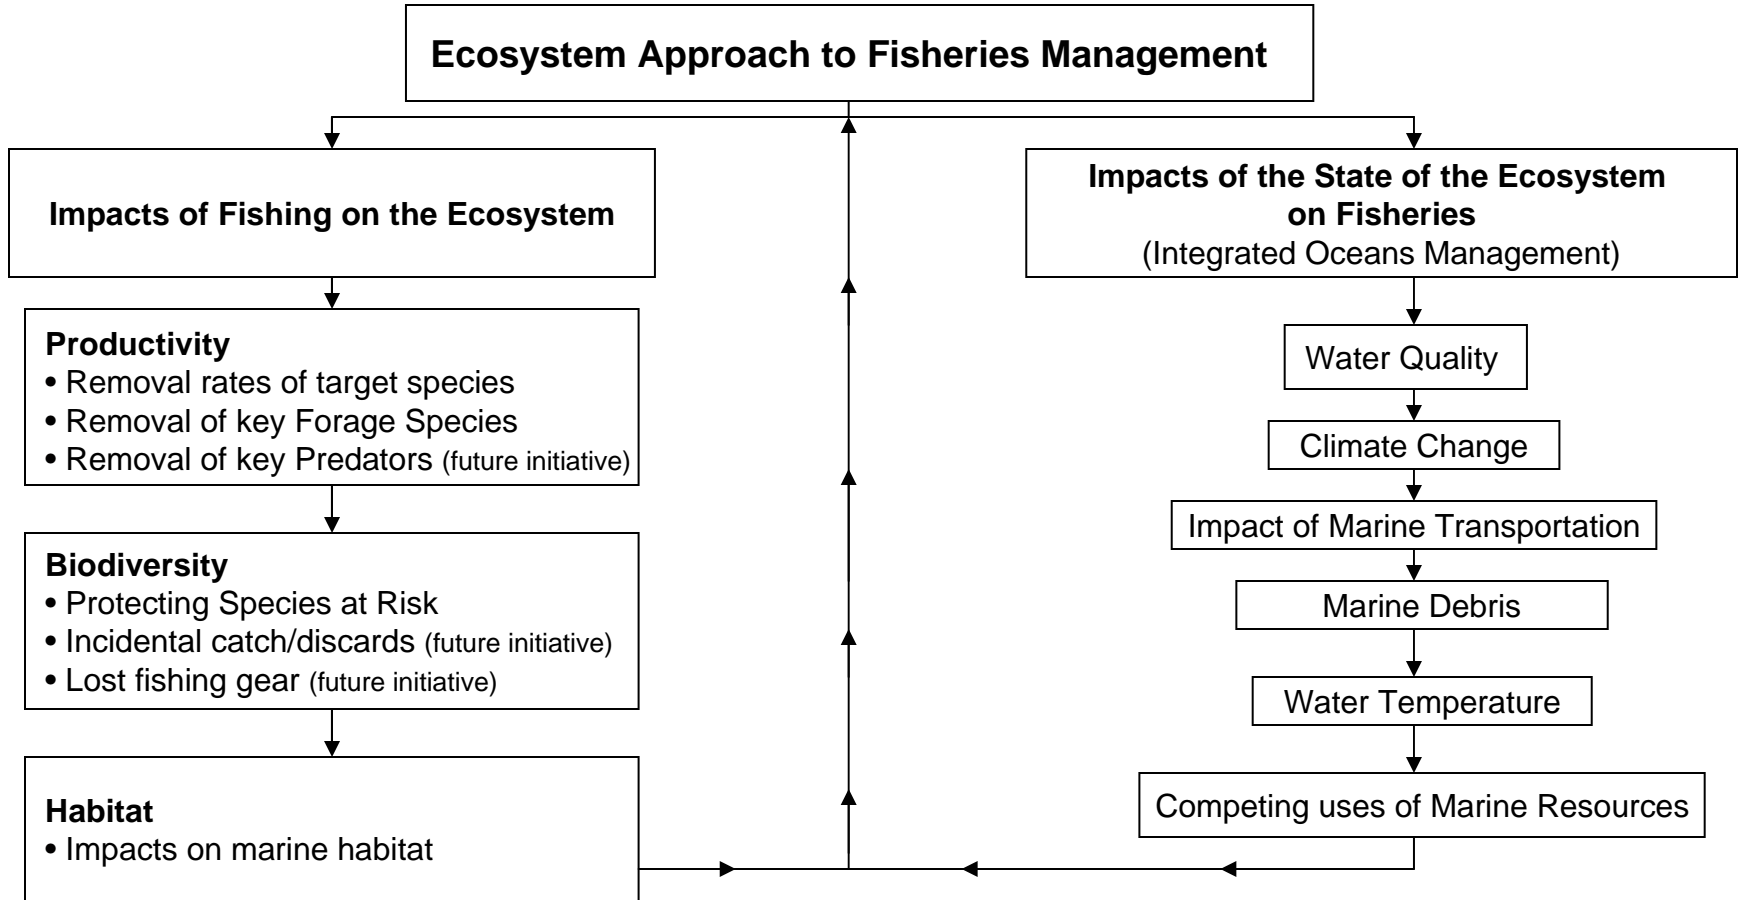 Ecosystem Approach to Fisheries Management
Impacts of Fishing on the Ecosystem
Productivity
• Removal rates of target species
• Removal of key Forage Species
• Removal of key Predators (future initiative)
Biodiversity
• Protecting Species at Risk
• Incidental catch/discards (future initiative)
• Lost fishing gear (future initiative)
Habitat
• Impacts on marine habitat
Impacts of the State of the Ecosystem
on Fisheries
(Integrated Oceans Management)
Water Quality
Climate Change
Impact of Marine Transportation
Marine Debris
Water Temperature
Competing uses of Marine Resources